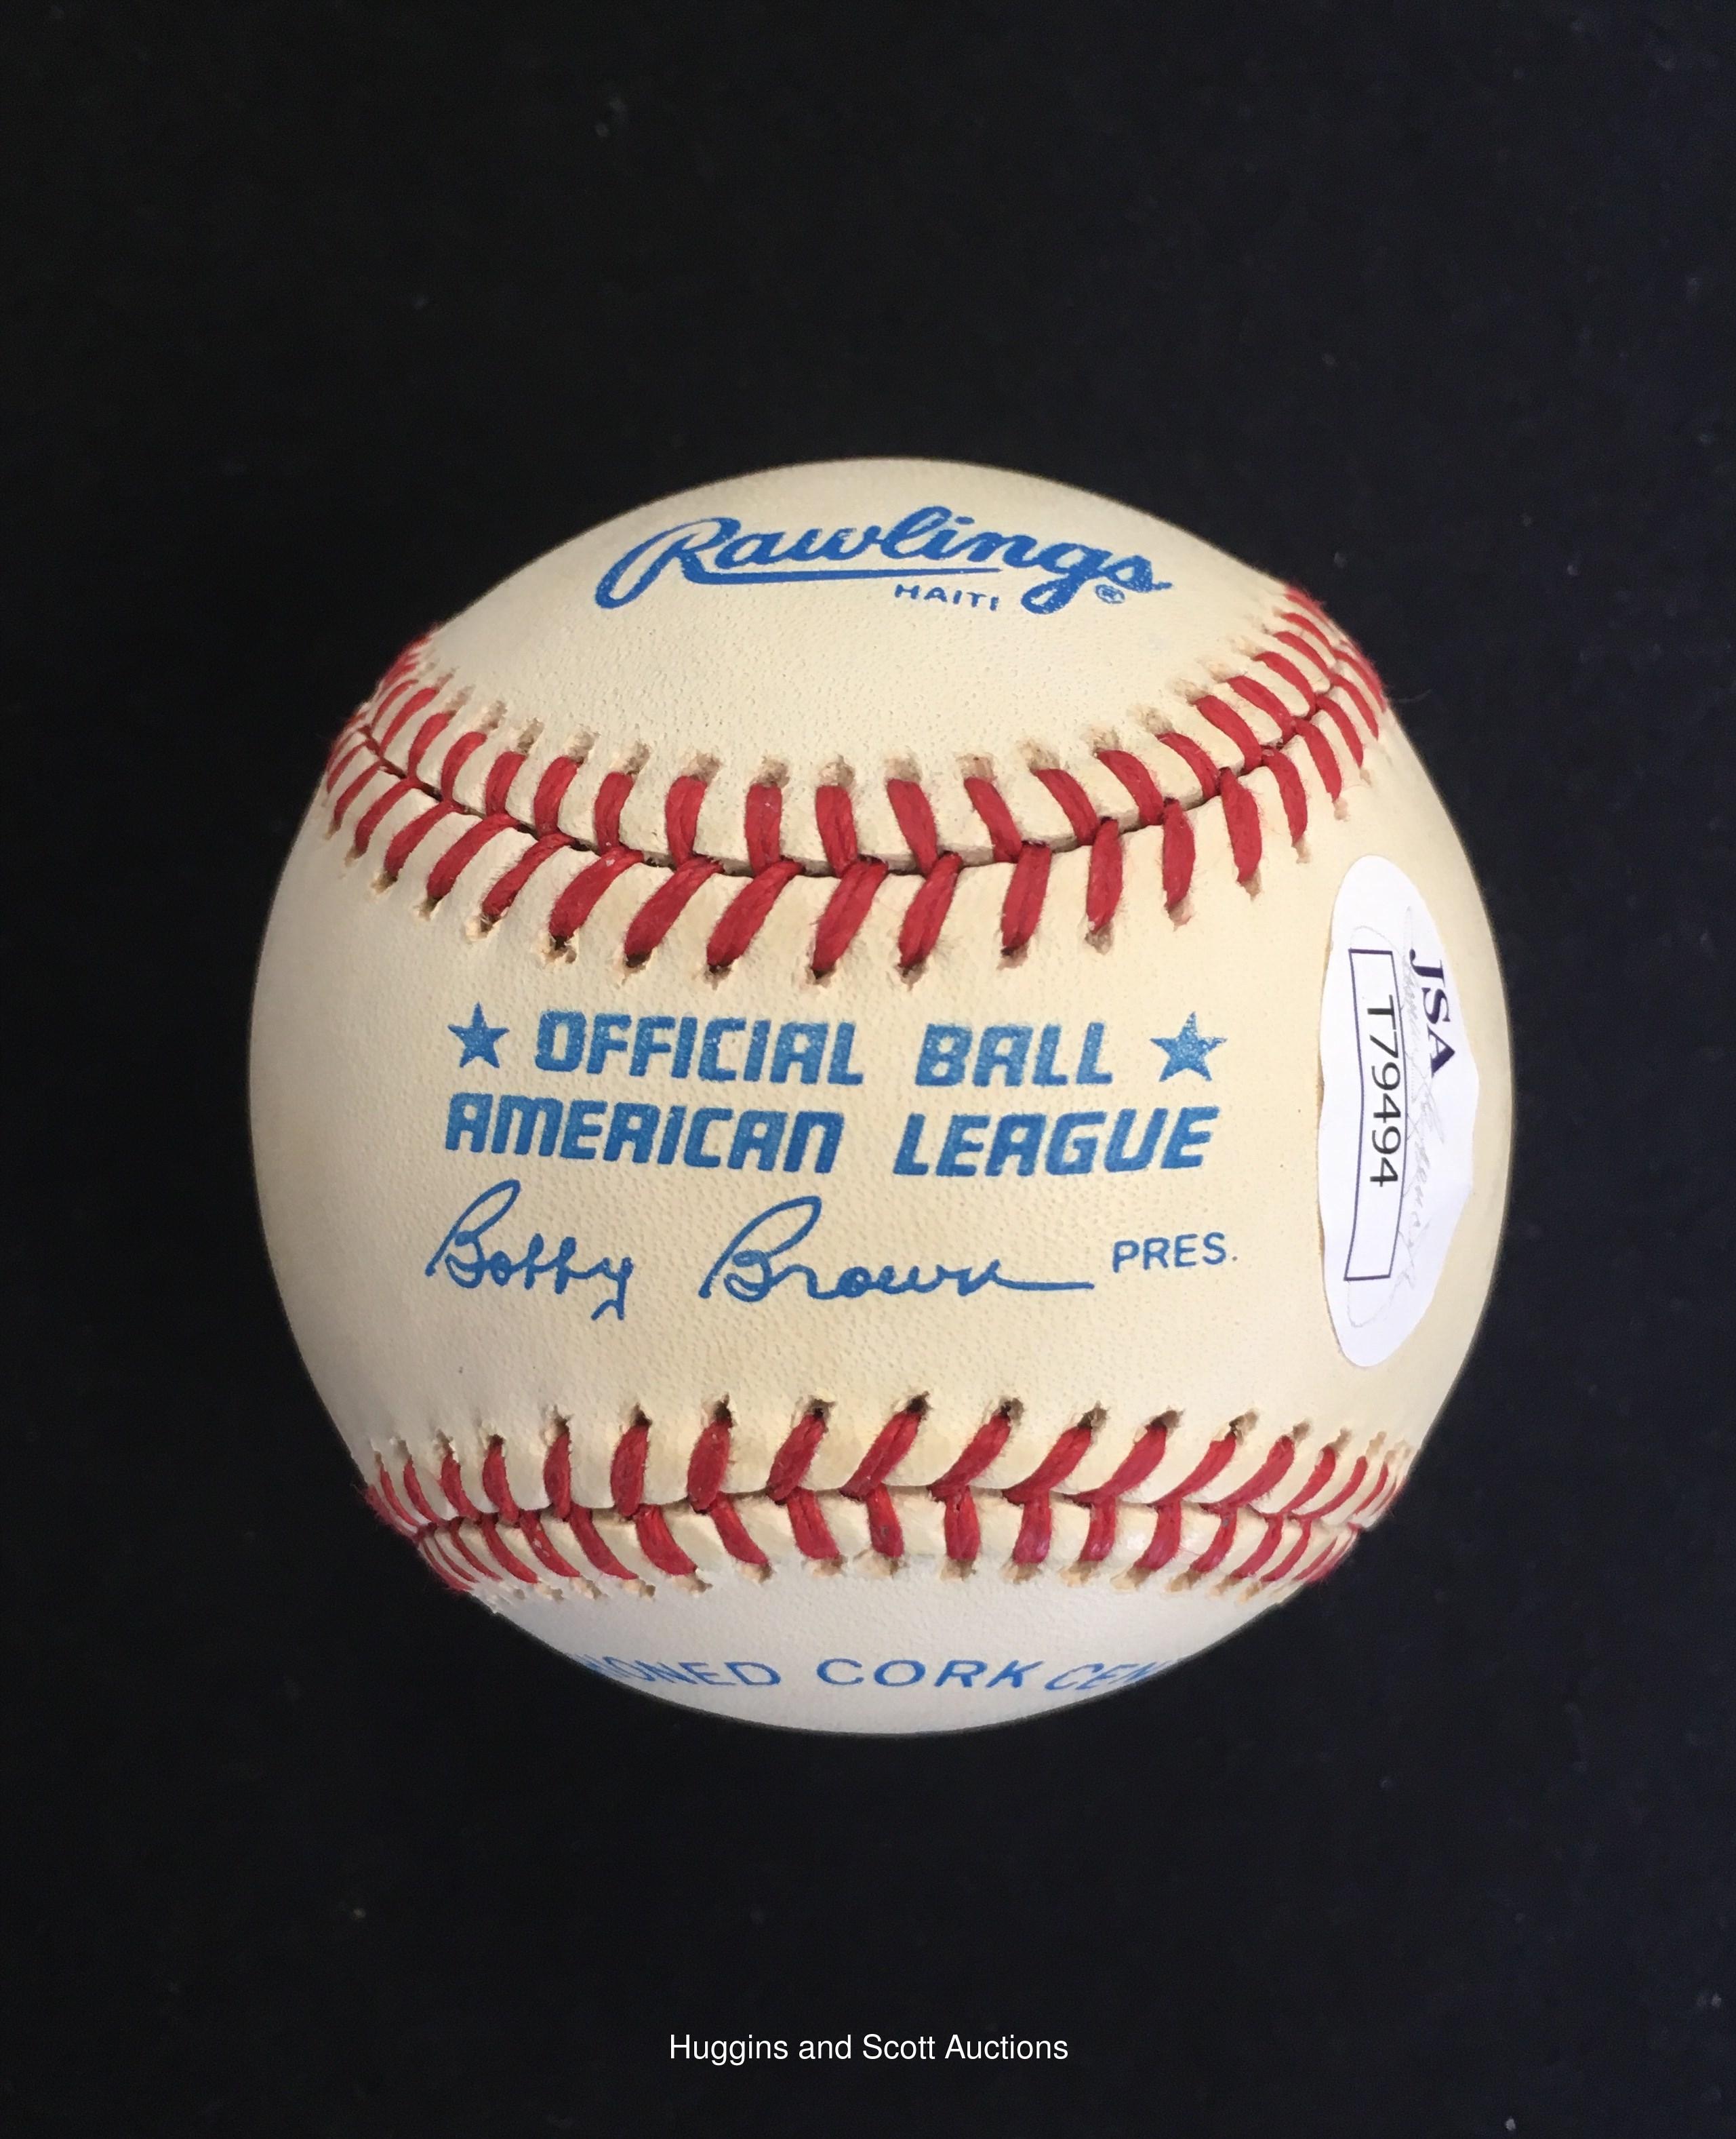 Rawlings®
HAITI
★ OFFICIAL BALL ★
AMERICAN LEAGUE
Bobby Brown PRES.
JSA
T79494
CORK
Huggins and Scott Auctions